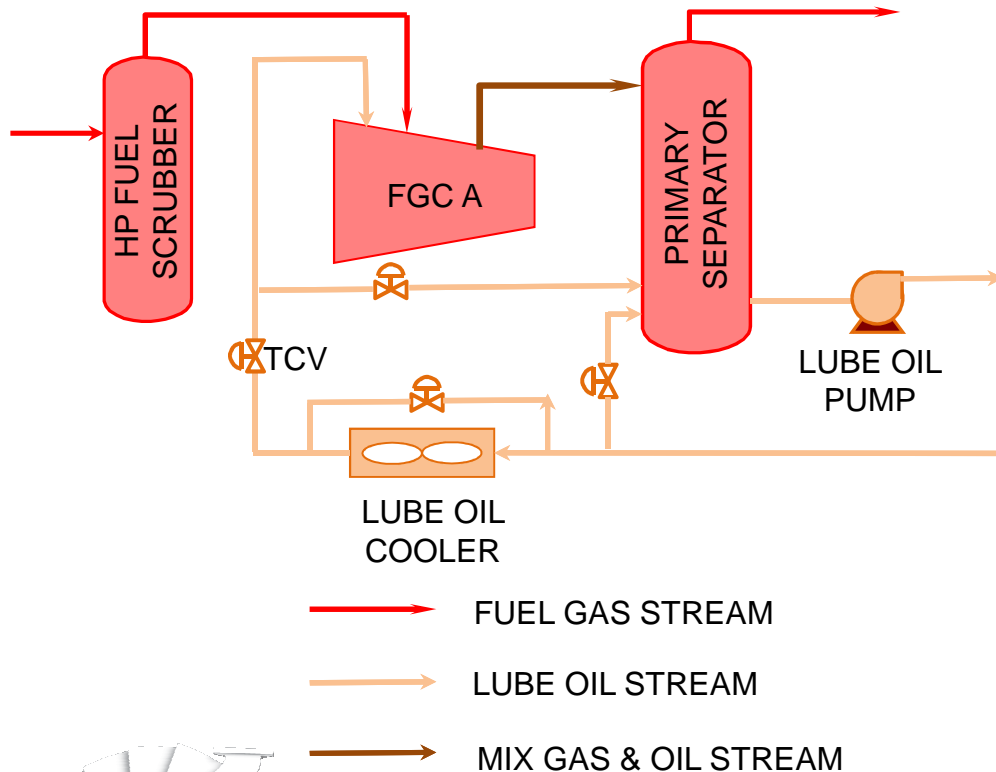 HP FUEL
SCRUBBER
FGC A
PRIMARY
SEPARATOR
TCV
LUBE OIL
PUMP
LUBE OIL
COOLER
FUEL GAS STREAM
LUBE OIL STREAM
MIX GAS & OIL STREAM